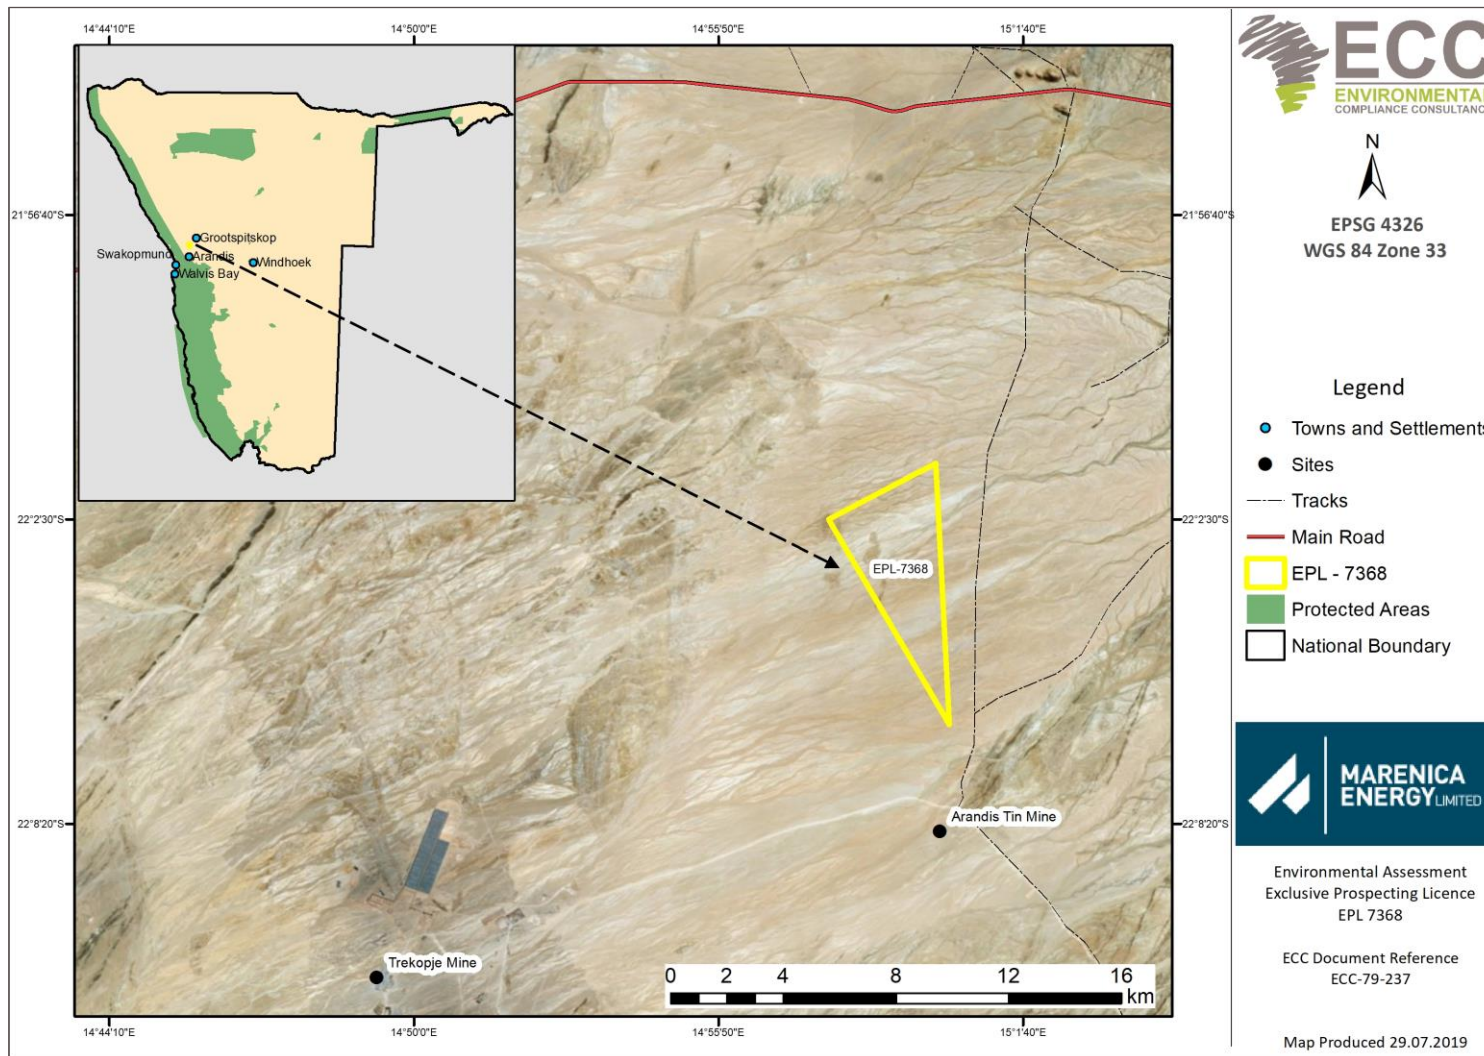 14°44'10"E
14°50'0"E
14°55'50"E
15°1'40"E
ECC
ENVIRONMENTAL
COMPLIANCE CONSULTANC
N
EPSG 4326
WGS 84 Zone 33
21°56'40"S
21°56'40"S
Grootspitskop
Swakopmund
Arandis
Windhoek
Walvis Bay
Legend
Towns and Settlements
Sites
Tracks
Main Road
EPL - 7368
Protected Areas
National Boundary
22°2'30"S
22°2'30"S
EPL-7368
MARENICA
ENERGY LIMITED
22°8'20"S
22°8'20"S
Arandis Tin Mine
Trekopje Mine
0 2 4 8 12 16
km
Environmental Assessment
Exclusive Prospecting Licence
EPL 7368
ECC Document Reference
ECC-79-237
Map Produced 29.07.2019
14°44'10"E
14°50'0"E
14°55'50"E
15°1'40"E